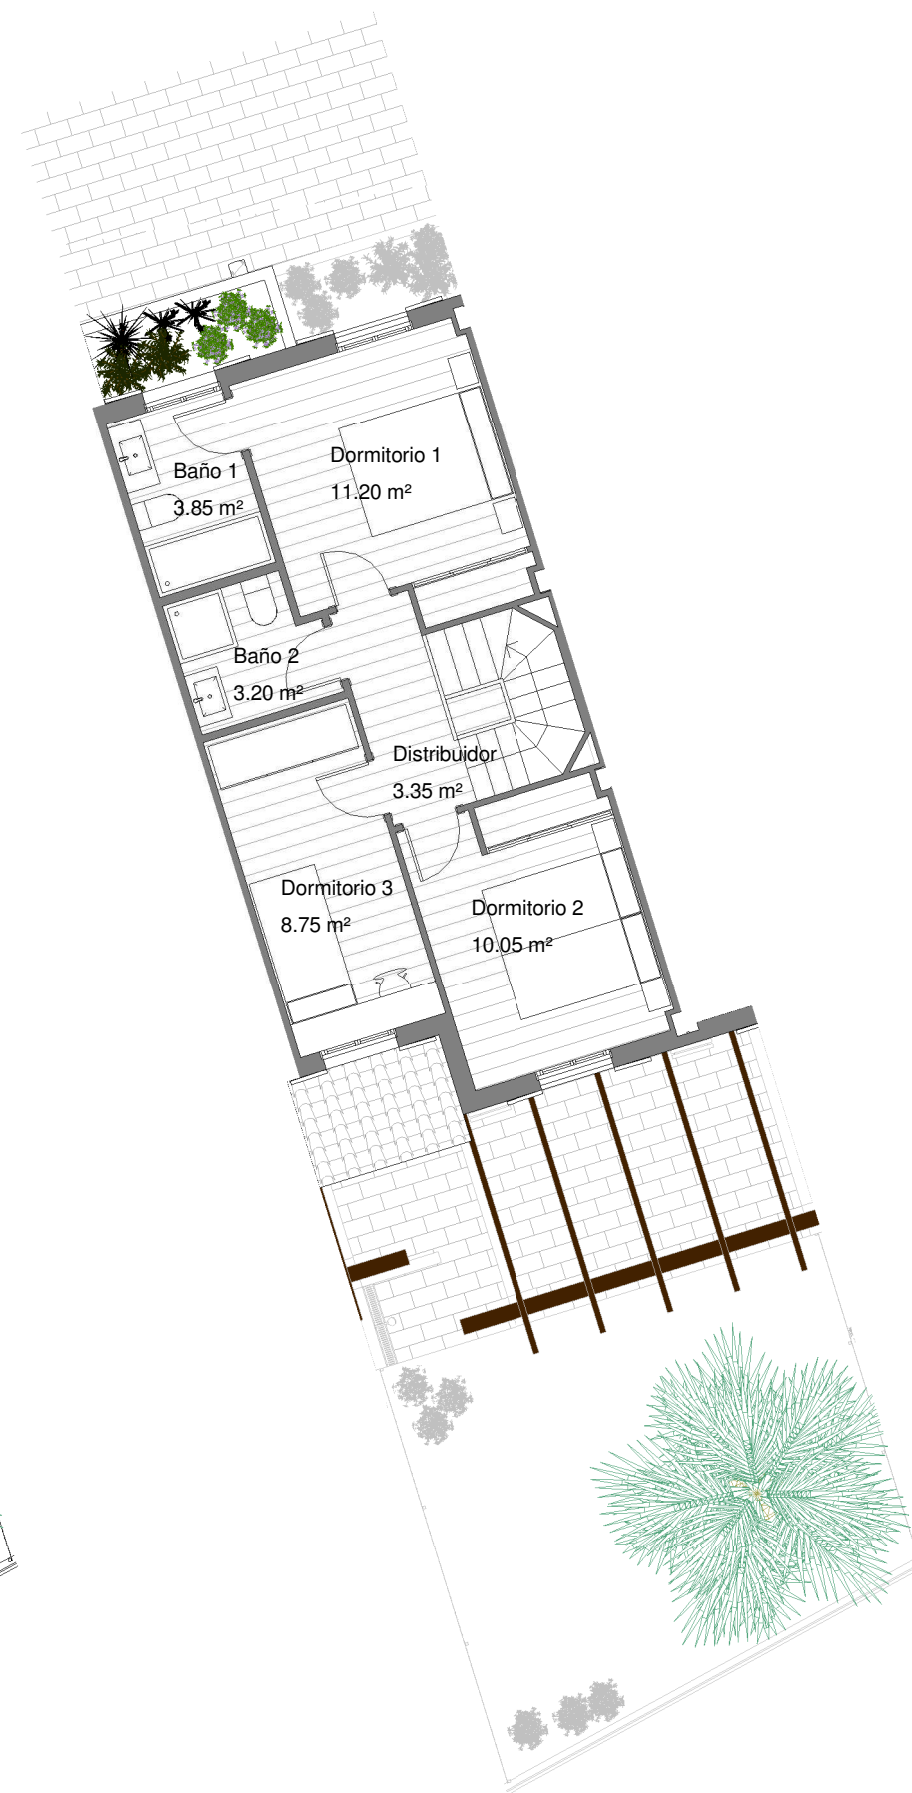 Dormitorio 1
11.20 m²
Baño 1
3.85 m²
Baño 2
3.20 m²
Distribuidor
3.35 m²
Dormitorio 3
8.75 m²
Dormitorio 2
10.05 m²